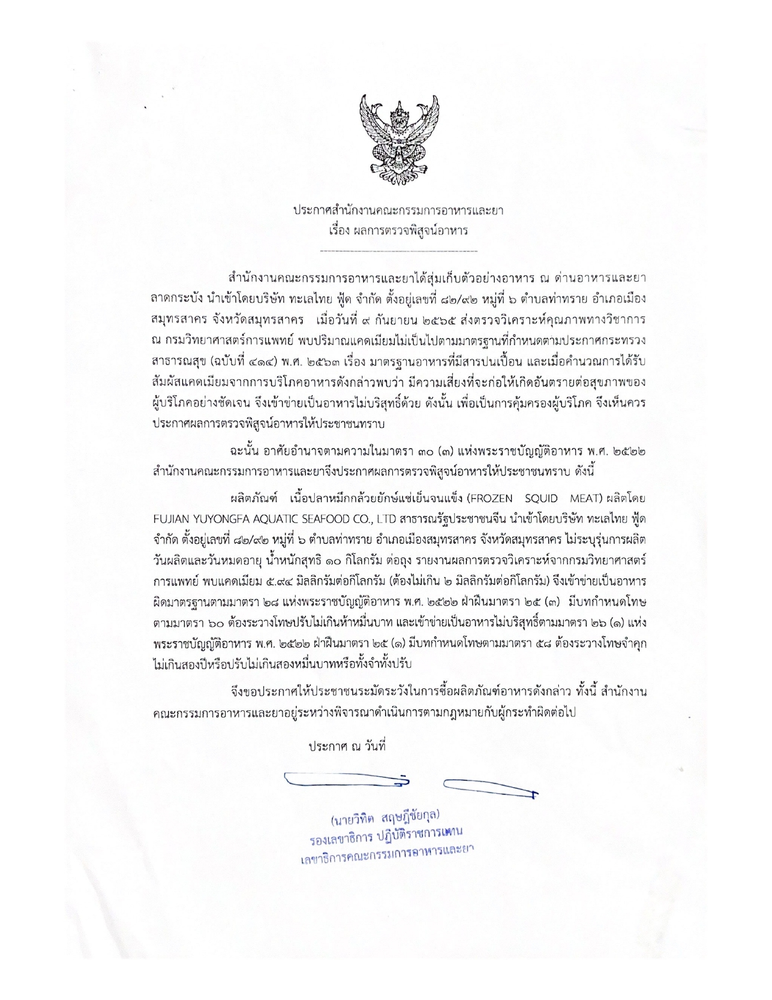 ประกาศสำนักงานคณะกรรมการอาหารและยา
เรื่อง ผลการตรวจพิสูจน์อาหาร
สำนักงานคณะกรรมการอาหารและยาได้สุ่มเก็บตัวอย่างอาหาร ณ ด่านอาหารและยา
ลาดกระบัง นำเข้าโดยบริษัท ทะเลไทย ฟู้ด จำกัด ตั้งอยู่เลขที่ ๘๒/๙๒ หมู่ที่ ๖ ตำบลท่าทราย อำเภอเมือง
สมุทรสาคร จังหวัดสมุทรสาคร เมื่อวันที่ ๙ กันยายน ๒๕๖๕ ส่งตรวจวิเคราะห์คุณภาพทางวิชาการ
ณ กรมวิทยาศาสตร์การแพทย์ พบปริมาณแคดเมียมไม่เป็นไปตามมาตรฐานที่กำหนดตามประกาศกระทรวง
สาธารณสุข (ฉบับที่ ๔๑๔) พ.ศ. ๒๕๖๓ เรื่อง มาตรฐานอาหารที่มีสารปนเปื้อน และเมื่อคำนวณการได้รับ
สัมผัสแคดเมียมจากการบริโภคอาหารดังกล่าวพบว่า มีความเสี่ยงที่จะก่อให้เกิดอันตรายต่อสุขภาพของ
ผู้บริโภคอย่างชัดเจน จึงเข้าข่ายเป็นอาหารไม่บริสุทธิ์ด้วย ดังนั้น เพื่อเป็นการคุ้มครองผู้บริโภค จึงเห็นควร
ประกาศผลการตรวจพิสูจน์อาหารให้ประชาชนทราบ
ฉะนั้น อาศัยอำนาจตามความในมาตรา ๓๐ (๓) แห่งพระราชบัญญัติอาหาร พ.ศ. ๒๕๒๒
สำนักงานคณะกรรมการอาหารและยาจึงประกาศผลการตรวจพิสูจน์อาหารให้ประชาชนทราบ ดังนี้
ผลิตภัณฑ์ เนื้อปลาหมึกกล้วยยักษ์แช่เย็นจนแข็ง (FROZEN SQUID MEAT) ผลิตโดย
FUJIAN YUYONGFA AQUATIC SEAFOOD CO., LTD สาธารณรัฐประชาชนจีน นำเข้าโดยบริษัท ทะเลไทย ฟู้ด
จำกัด ตั้งอยู่เลขที่ ๘๒/๙๒ หมู่ที่ ๖ ตำบลท่าทราย อำเภอเมืองสมุทรสาคร จังหวัดสมุทรสาคร ไม่ระบุรุ่นการผลิต
วันผลิตและวันหมดอายุ น้ำหนักสุทธิ ๑๐ กิโลกรัม ต่อถุง รายงานผลการตรวจวิเคราะห์จากกรมวิทยาศาสตร์
การแพทย์ พบแคดเมียม ๕.๙๔ มิลลิกรัมต่อกิโลกรัม (ต้องไม่เกิน ๒ มิลลิกรัมต่อกิโลกรัม) จึงเข้าข่ายเป็นอาหาร
ผิดมาตรฐานตามมาตรา ๒๘ แห่งพระราชบัญญัติอาหาร พ.ศ. ๒๕๒๒ ฝ่าฝืนมาตรา ๒๕ (๓) มีบทกำหนดโทษ
ตามมาตรา ๖๐ ต้องระวางโทษปรับไม่เกินห้าหมื่นบาท และเข้าข่ายเป็นอาหารไม่บริสุทธิ์ตามมาตรา ๒๖ (๑) แห่ง
พระราชบัญญัติอาหาร พ.ศ. ๒๕๒๒ ฝ่าฝืนมาตรา ๒๕ (๑) มีบทกำหนดโทษตามมาตรา ๕๘ ต้องระวางโทษจำคุก
ไม่เกินสองปีหรือปรับไม่เกินสองหมื่นบาทหรือทั้งจำทั้งปรับ
จึงขอประกาศให้ประชาชนระมัดระวังในการซื้อผลิตภัณฑ์อาหารดังกล่าว ทั้งนี้ สำนักงาน
คณะกรรมการอาหารและยาอยู่ระหว่างพิจารณาดำเนินการตามกฎหมายกับผู้กระทำผิดต่อไป
ประกาศ ณ วันที่
(นายวิทิต สฤษฎีชัยกุล)
รองเลขาธิการ ปฏิบัติราชการแทน
เลขาธิการคณะกรรมการอาหารและยา